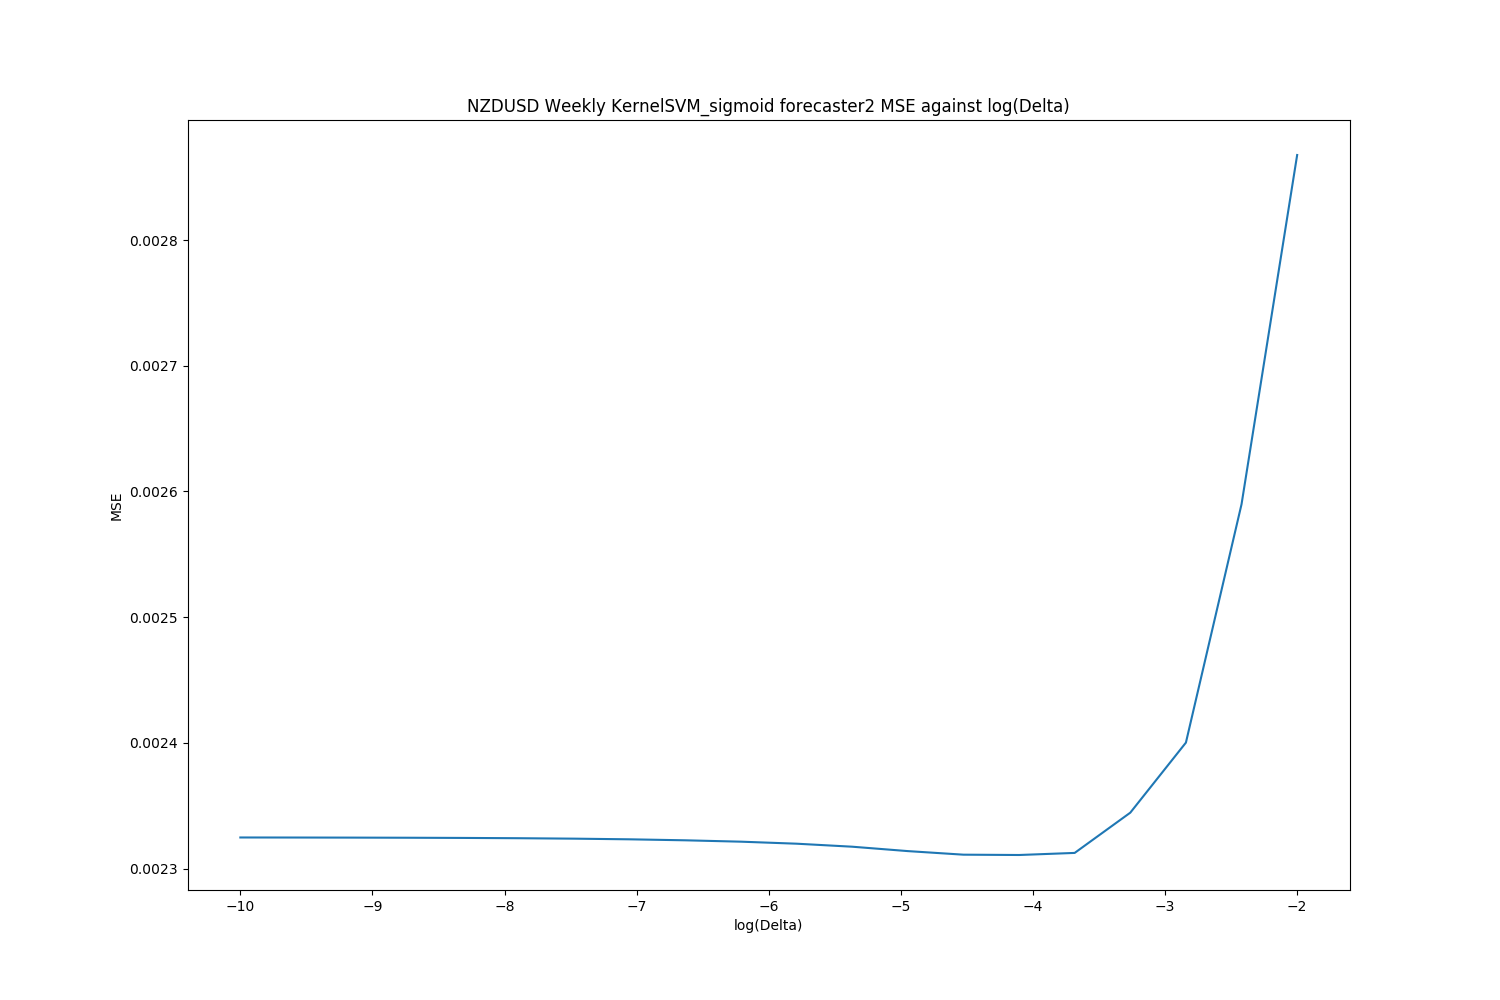 NZDUSD Weekly KernelSVM_sigmoid forecaster2 MSE against log(Delta)
0.0028
0.0027
0.0026
MSE
0.0025
0.0024
0.0023
−10 −9 −8 −7 −6 −5 −4 −3 −2
log(Delta)